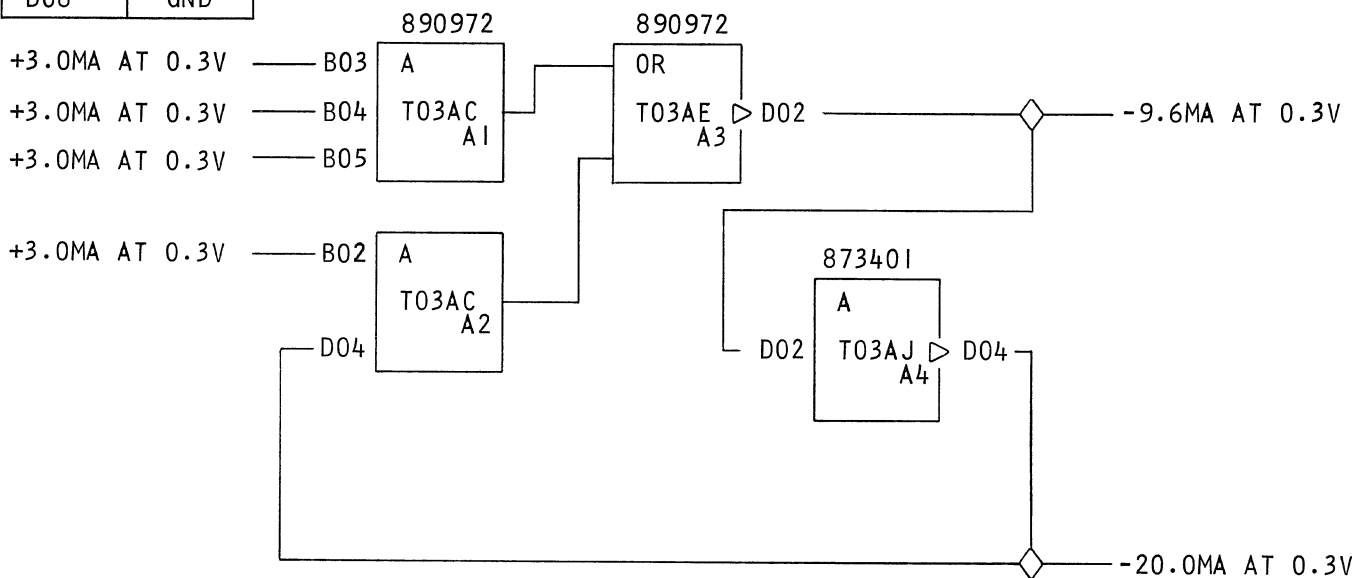 D08 GND
890972 890972
+3.0MA AT 0.3V B03 A OR
+3.0MA AT 0.3V B04 T03AC T03AE D02 -9.6MA AT 0.3V
A1 A3
+3.0MA AT 0.3V B05
+3.0MA AT 0.3V B02 A
873401
T03AC A
A2
D04 D02 T03AJ D04
A4
-20.0MA AT 0.3V